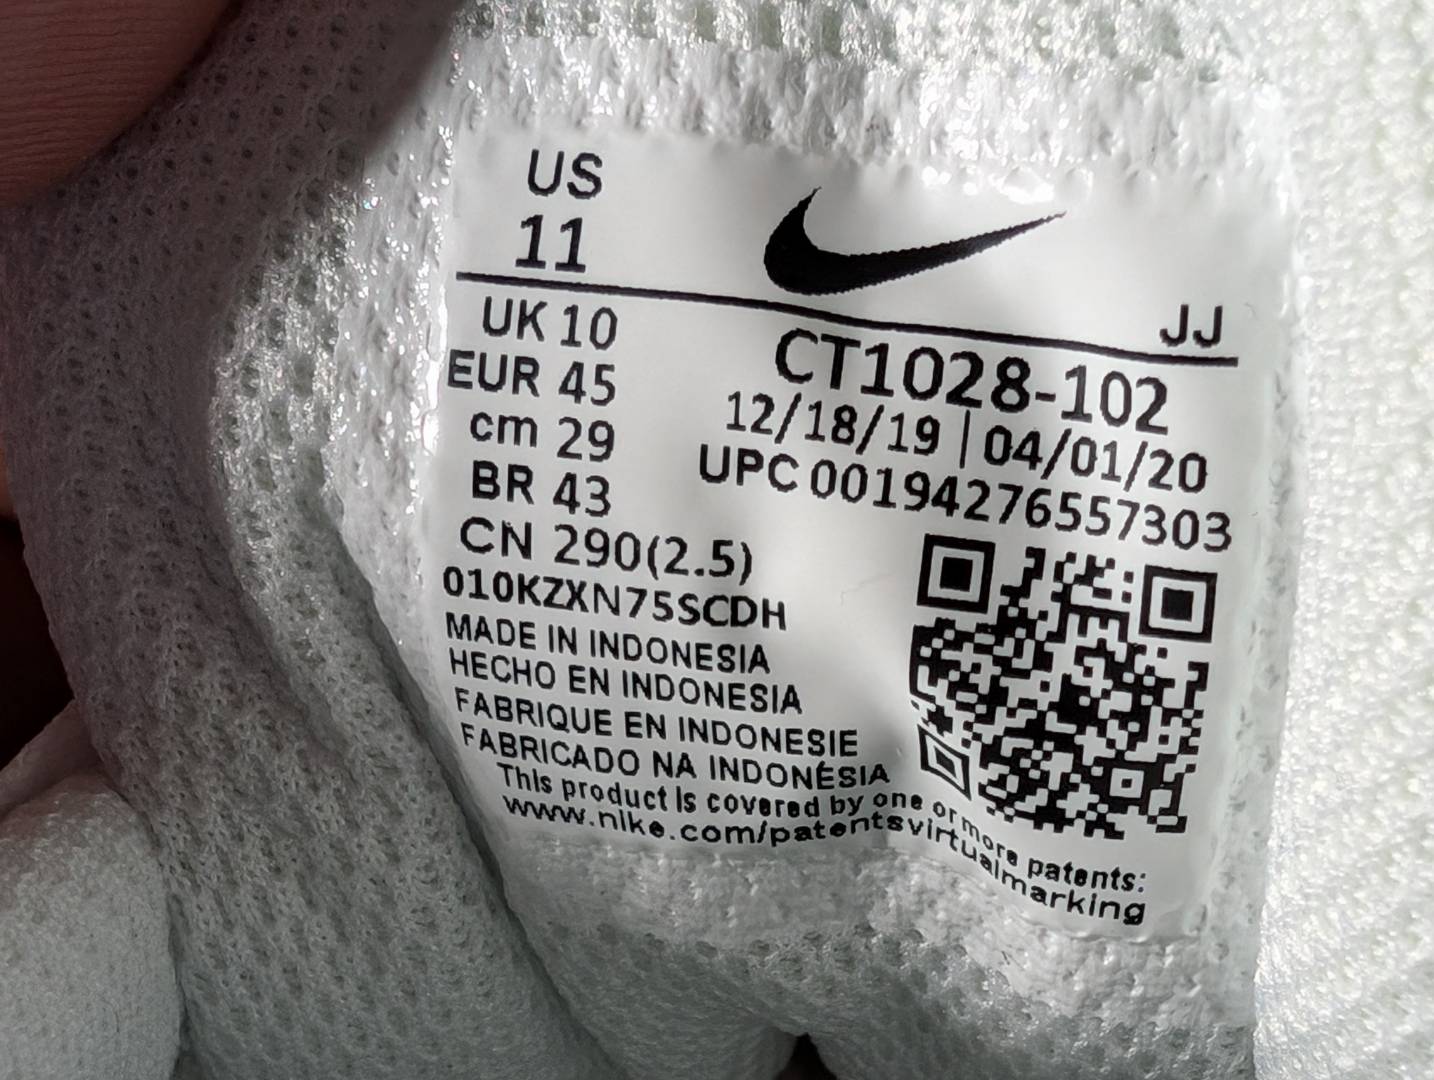 US
11
JJ
UK 10
EUR 45
cm 29
BR 43
CN 290(2.5)
CT1028-102
12/18/19 | 04/01/20
UPC 00194276557303
010KZXN75SCDH
MADE IN INDONESIA
HECHO EN INDONESIA
FABRIQUE EN INDONESIE
FABRICADO NA INDONÉSIA
This product is covered by one or more patents:
www.nike.com/patentsvirtualmarking